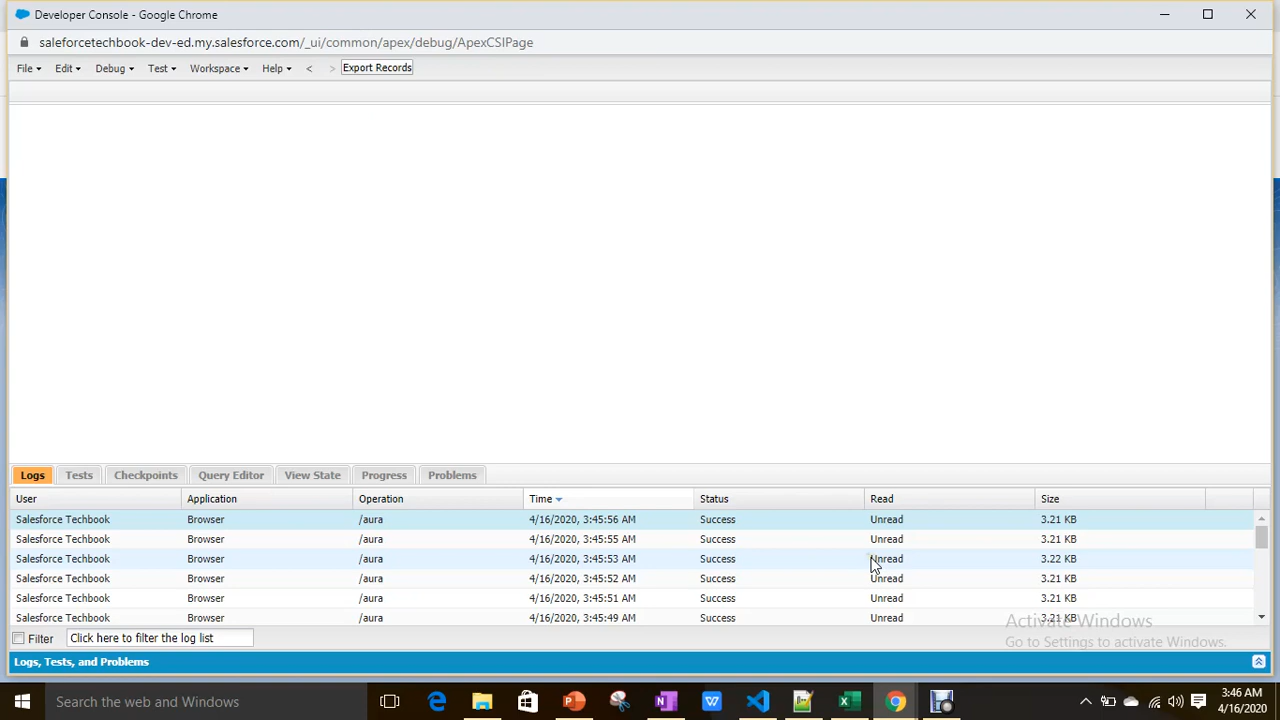 Developer Console - Google Chrome
saleforcetechbook-dev-ed.my.salesforce.com/_ui/common/apex/debug/ApexCSIPage
File Edit Debug Test Workspace Help < > Export Records
Logs Tests Checkpoints Query Editor View State Progress Problems
User Application Operation Time Status Read Size
Salesforce Techbook Browser /aura 4/16/2020, 3:45:56 AM Success Unread 3.21 KB
Salesforce Techbook Browser /aura 4/16/2020, 3:45:55 AM Success Unread 3.21 KB
Salesforce Techbook Browser /aura 4/16/2020, 3:45:53 AM Success Unread 3.22 KB
Salesforce Techbook Browser /aura 4/16/2020, 3:45:52 AM Success Unread 3.21 KB
Salesforce Techbook Browser /aura 4/16/2020, 3:45:51 AM Success Unread 3.21 KB
Salesforce Techbook Browser /aura 4/16/2020, 3:45:49 AM Success Unread 3.21 KB
Activate Windows
Go to Settings to activate Windows.
Filter Click here to filter the log list
Logs, Tests, and Problems
Search the web and Windows
3:46 AM
4/16/2020